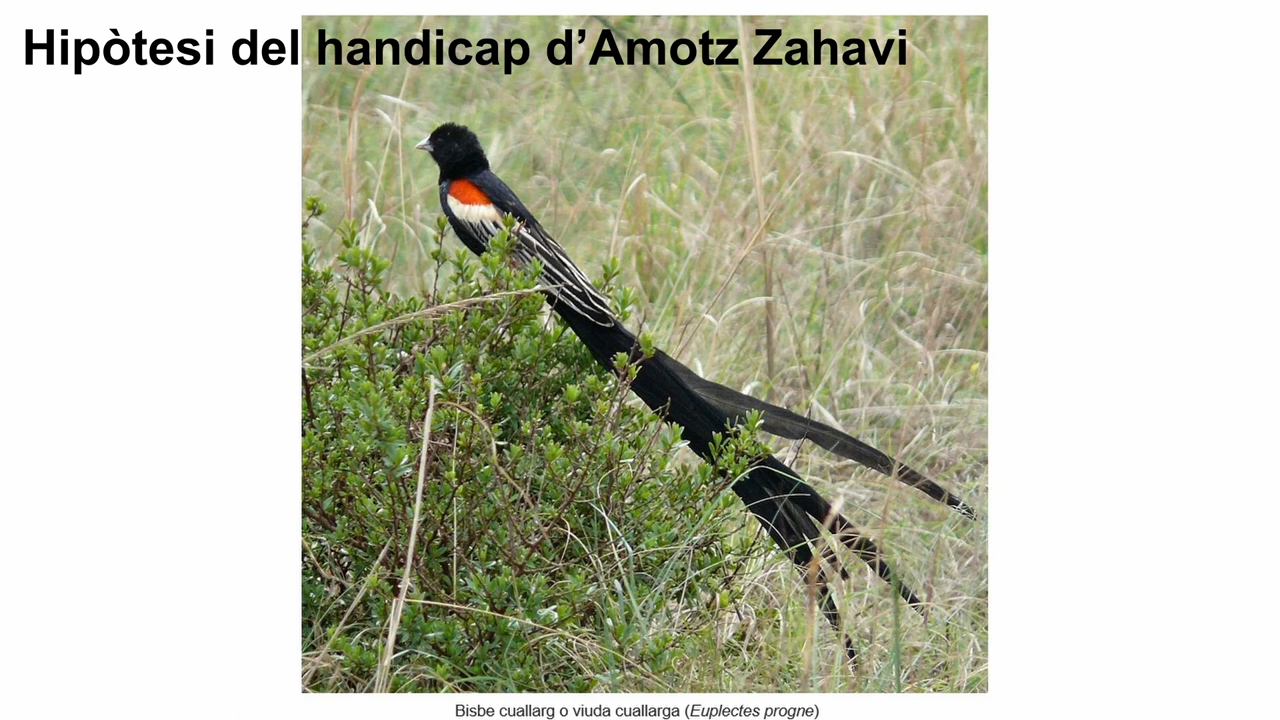 Hipòtesi del handicap d’Amotz Zahavi
Bisbe cuallarg o viuda cuallarga (Euplectes progne)